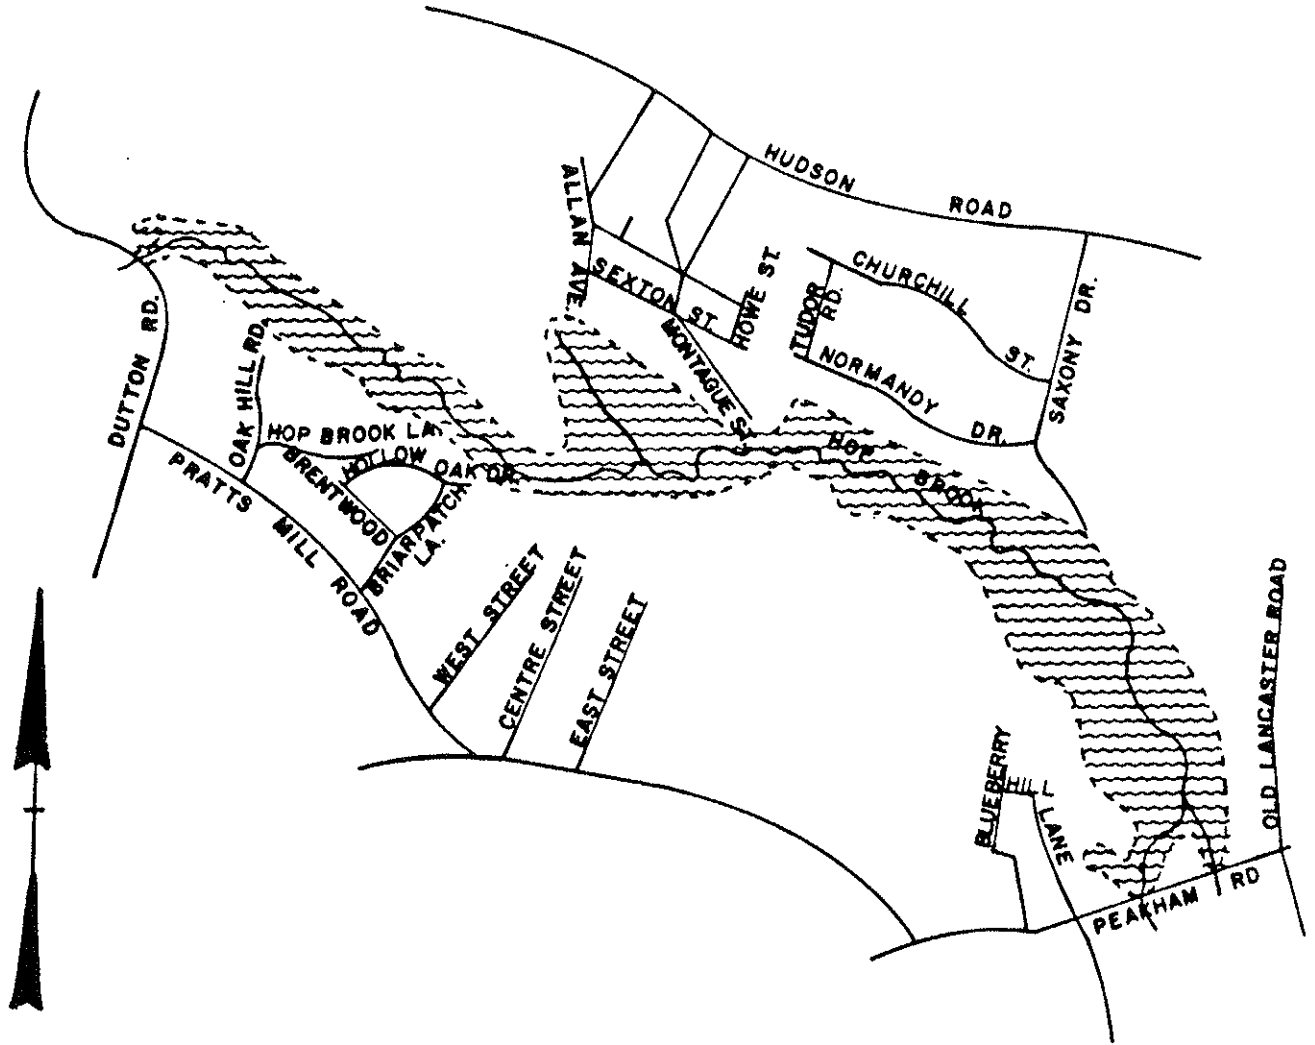 HUDSON ROAD
ALLAN AVE.
SEXTON ST.
HOWE ST.
MONTAGUE ST.
TUDOR RD.
CHURCHILL ST.
NORMANDY DR.
SAXONY DR.
DUTTON RD.
OAK HILL RD.
HOP BROOK LA.
HOLLOW OAK DR.
BRENTWOOD
BRIARPATCH LA.
PRATTS MILL ROAD
HOP BROOK
WEST STREET
CENTRE STREET
EAST STREET
BLUEBERRY HILL LANE
OLD LANCASTER ROAD
PEAKHAM RD